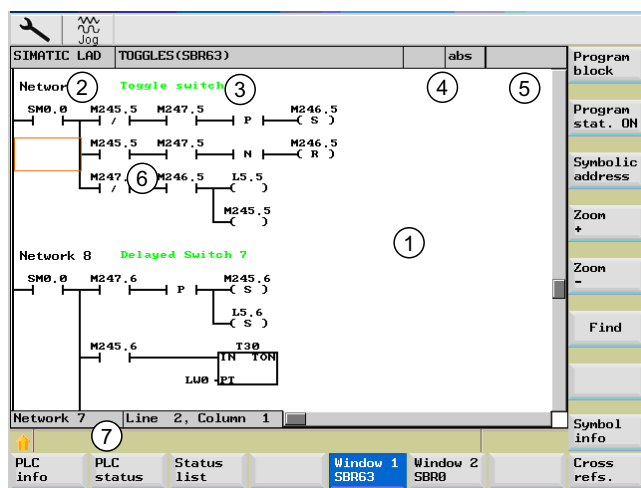 Jog
SIMATIC LAD TOGGLES(SBR63) abs
Program block
Network Toggle switch
2 3 4 5
SM0.0 M245.5 M247.5 P M246.5 ( S )
Program stat. ON
M245.5 M247.5 N M246.5 ( R )
Symbolic address
M247. 6 M246.5 L5.5 ( )
M245.5 ( )
Zoom +
1
Network 8 Delayed Switch 7
Zoom -
SM0.0 M247.6 P M245.6 ( S )
L5.6 ( S )
Find
M245.6 T30
IN TON
LW0 PT
Network 7 Line 2, Column 1
Symbol info
7
PLC info PLC status Status list Window 1 SBR63 Window 2 SBR0 Cross refs.